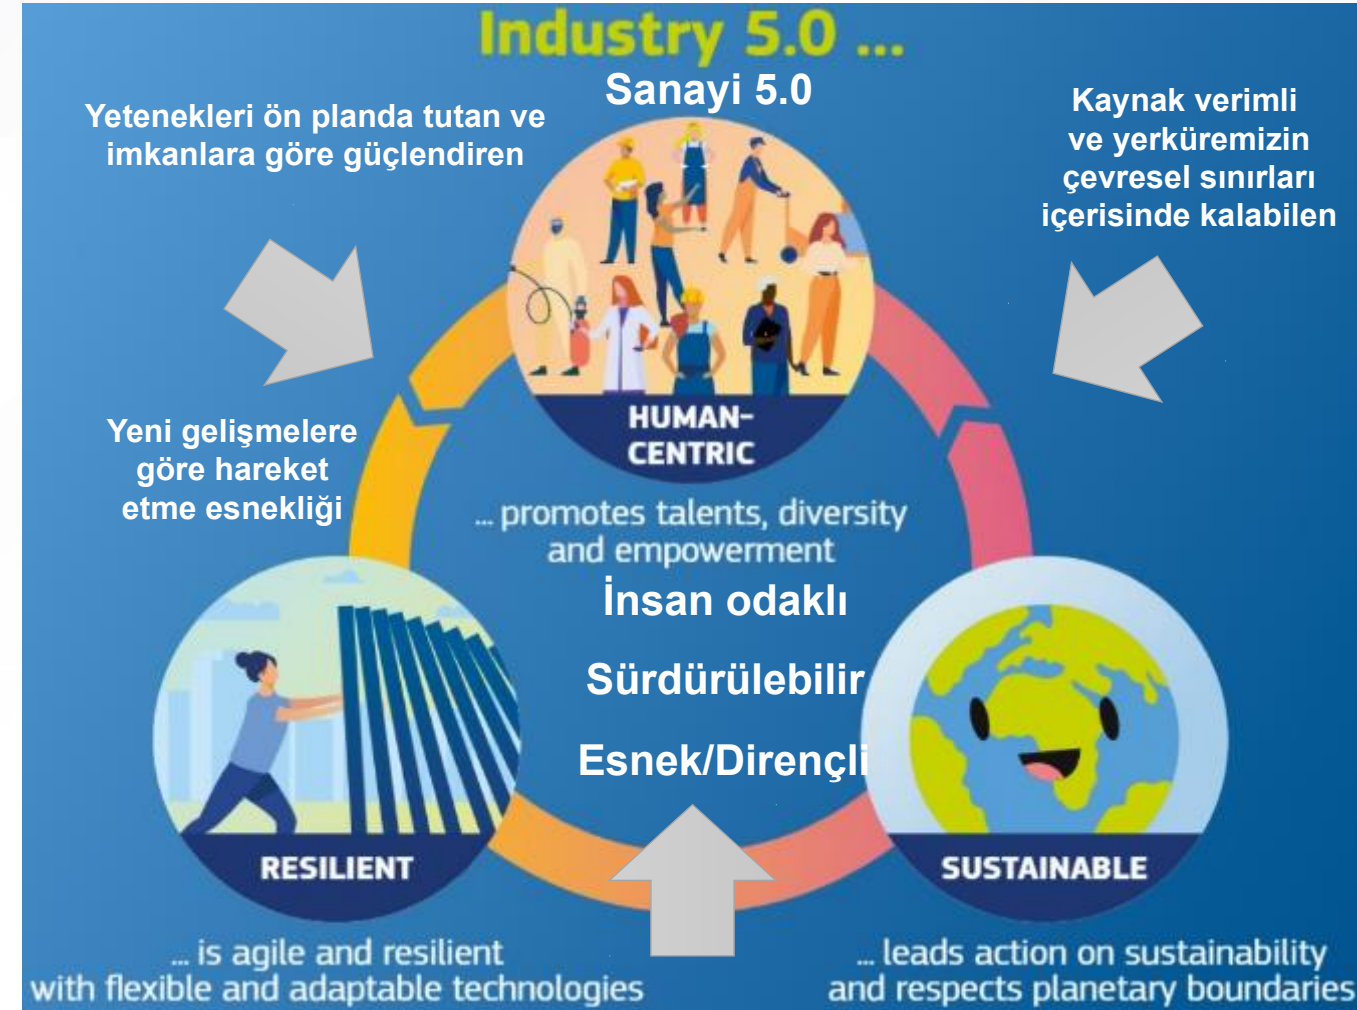 Industry 5.0 ...
Sanayi 5.0
Yetenekleri ön planda tutan ve
imkanlara göre güçlendiren
Kaynak verimli
ve yerküremizin
çevresel sınırları
içerisinde kalabilen
HUMAN-
CENTRIC
Yeni gelişmelere
göre hareket
etme esnekliği
... promotes talents, diversity
and empowerment
İnsan odaklı
Sürdürülebilir
Esnek/Dirençli
RESILIENT
SUSTAINABLE
... is agile and resilient
with flexible and adaptable technologies
... leads action on sustainability
and respects planetary boundaries